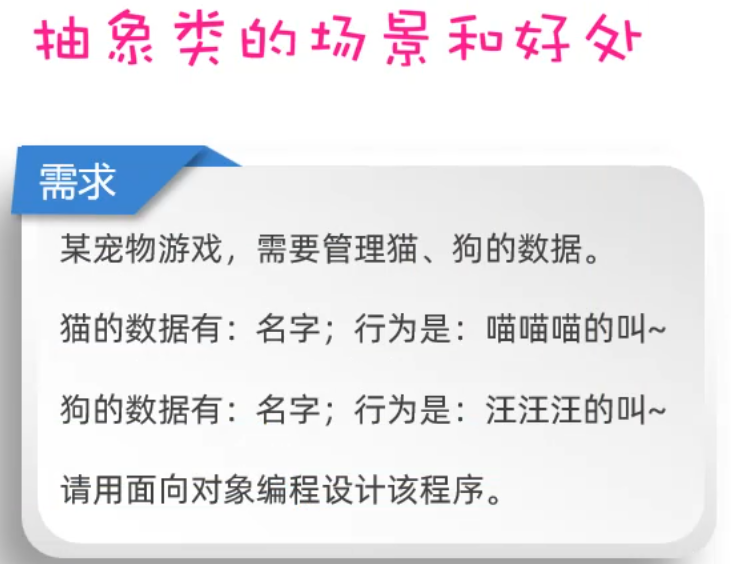 抽象类的场景和好处
需求
某宠物游戏，需要管理猫、狗的数据。
猫的数据有：名字；行为是：喵喵喵的叫~
狗的数据有：名字；行为是：汪汪汪的叫~
请用面向对象编程设计该程序。